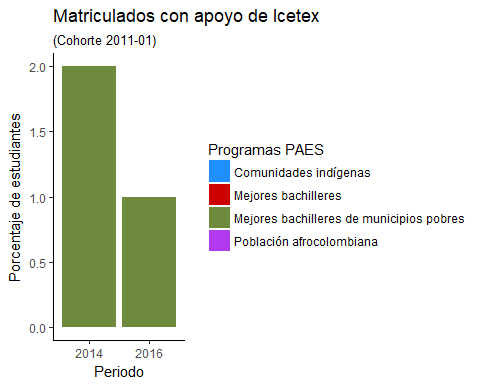 Matriculados con apoyo de Icetex
(Cohorte 2011-01)
2.0
1.5
1.0
0.5
0.0
Porcentaje de estudiantes
2014
2016
Periodo
Programas PAES
Comunidades indígenas
Mejores bachilleres
Mejores bachilleres de municipios pobres
Población afrocolombiana